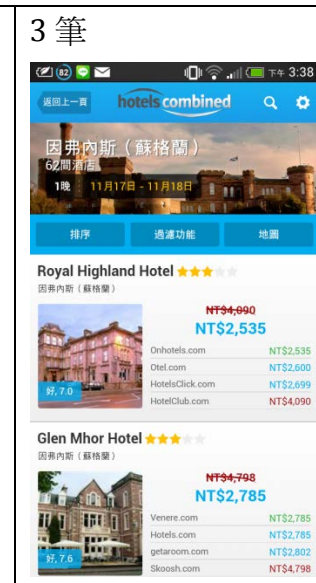 3 筆
82
下午 3:38
返回上一頁
hotels combined
因弗內斯（蘇格蘭）
62間酒店
1晚 11月17日 - 11月18日
排序 過濾功能 地圖
Royal Highland Hotel
因弗內斯（蘇格蘭）
NT$4,090
NT$2,535
Onhotels.com NT$2,535
Otel.com NT$2,600
HotelsClick.com NT$2,699
HotelClub.com NT$4,090
好, 7.0
Glen Mhor Hotel
因弗內斯（蘇格蘭）
NT$4,798
NT$2,785
Venere.com NT$2,785
Hotels.com NT$2,785
getaroom.com NT$2,802
Skoosh.com NT$4,798
好, 7.6